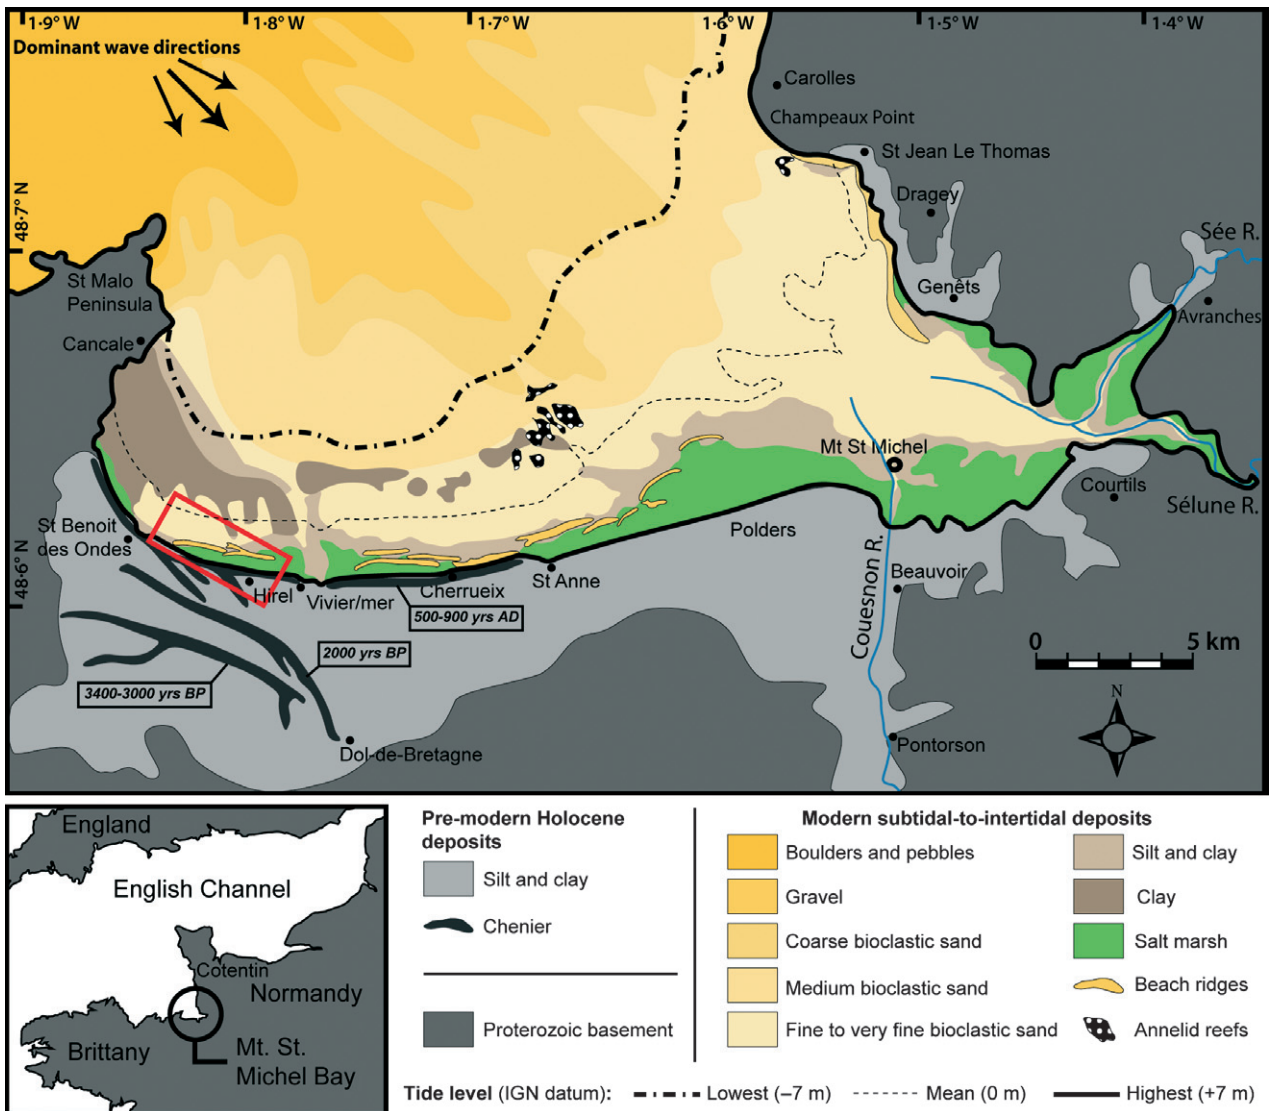 1·9°W
1·8°W
1·7°W
1·6°W
1·5°W
1·4°W
Dominant wave directions
Carolles
Champeaux Point
St Jean Le Thomas
Dragey
48·7° N
Sée R.
St Malo
Peninsula
Genêts
Avranches
Cancale
Mt St Michel
Courtils
Sélune R.
St Benoit
des Ondes
Polders
48·6° N
Hirel
Vivier/mer
Cherrueix
St Anne
Beauvoir
Couesnon R.
500-900 yrs AD
2000 yrs BP
3400-3000 yrs BP
0 5 km
N
Dol-de-Bretagne
Pontorson
England
English Channel
Cotentin
Normandy
Brittany
Mt. St.
Michel Bay
Pre-modern Holocene
deposits
Silt and clay
Chenier
Proterozoic basement
Modern subtidal-to-intertidal deposits
Boulders and pebbles
Gravel
Coarse bioclastic sand
Medium bioclastic sand
Fine to very fine bioclastic sand
Silt and clay
Clay
Salt marsh
Beach ridges
Annelid reefs
Tide level (IGN datum): Lowest (–7 m) Mean (0 m) Highest (+7 m)